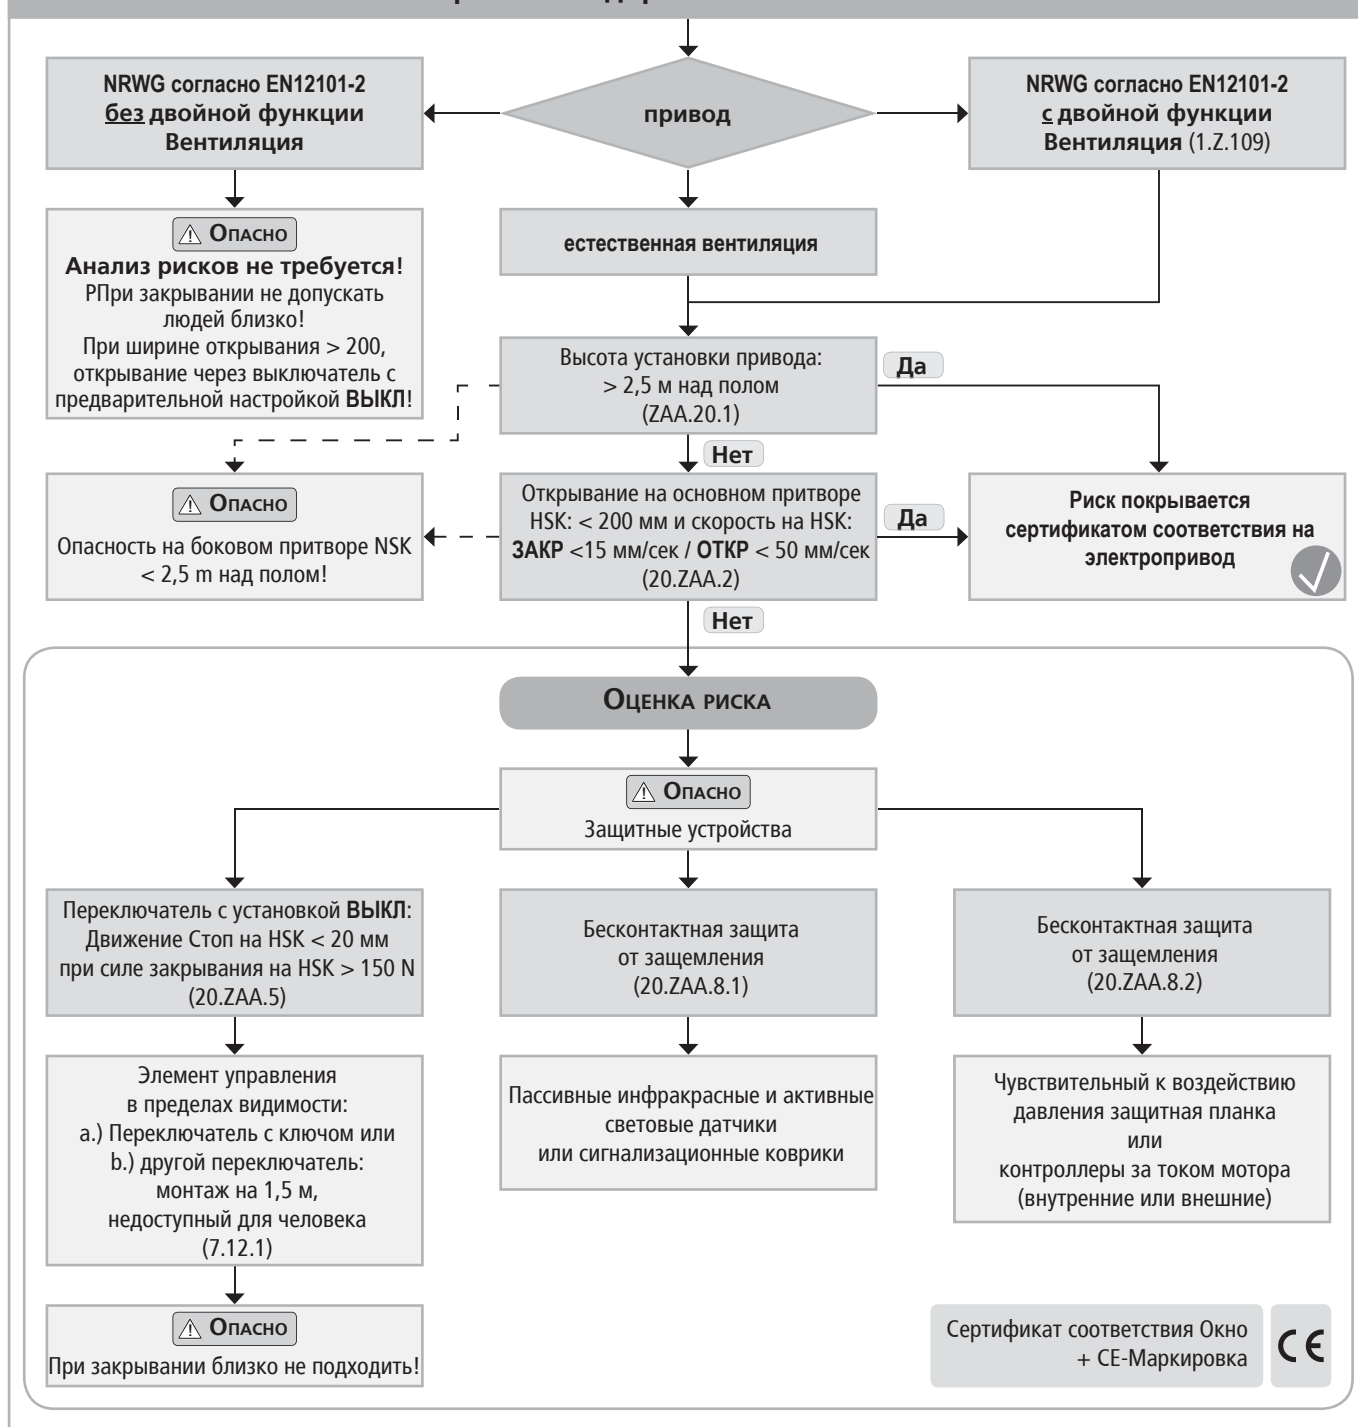 NRWG согласно EN12101-2
без двойной функции
Вентиляция
привод
NRWG согласно EN12101-2
с двойной функции
Вентиляция (1.Z.109)
⚠ Опасно
Анализ рисков не требуется!
РПри закрывании не допускать
людей близко!
При ширине открывания > 200,
открывание через выключатель с
предварительной настройкой ВЫКЛ!
естественная вентиляция
Высота установки привода:
> 2,5 м над полом
(ZAA.20.1)
Да
Нет
⚠ Опасно
Опасность на боковом притворе NSK
< 2,5 m над полом!
Открывание на основном притворе
HSK: < 200 мм и скорость на HSK:
ЗАКР <15 мм/сек / ОТКР < 50 мм/сек
(20.ZAA.2)
Да
Риск покрывается
сертификатом соответствия на
электропривод
Нет
Оценка риска
⚠ Опасно
Защитные устройства
Переключатель с установкой ВЫКЛ:
Движение Стоп на HSK < 20 мм
при силе закрывания на HSK > 150 N
(20.ZAA.5)
Бесконтактная защита
от защемления
(20.ZAA.8.1)
Бесконтактная защита
от защемления
(20.ZAA.8.2)
Элемент управления
в пределах видимости:
a.) Переключатель с ключом или
b.) другой переключатель:
монтаж на 1,5 м,
недоступный для человека
(7.12.1)
Пассивные инфракрасные и активные
световые датчики
или сигнализационные коврики
Чувствительный к воздействию
давления защитная планка
или
контроллеры за током мотора
(внутренние или внешние)
⚠ Опасно
При закрывании близко не подходить!
Сертификат соответствия Окно
+ CE-Маркировка
CE